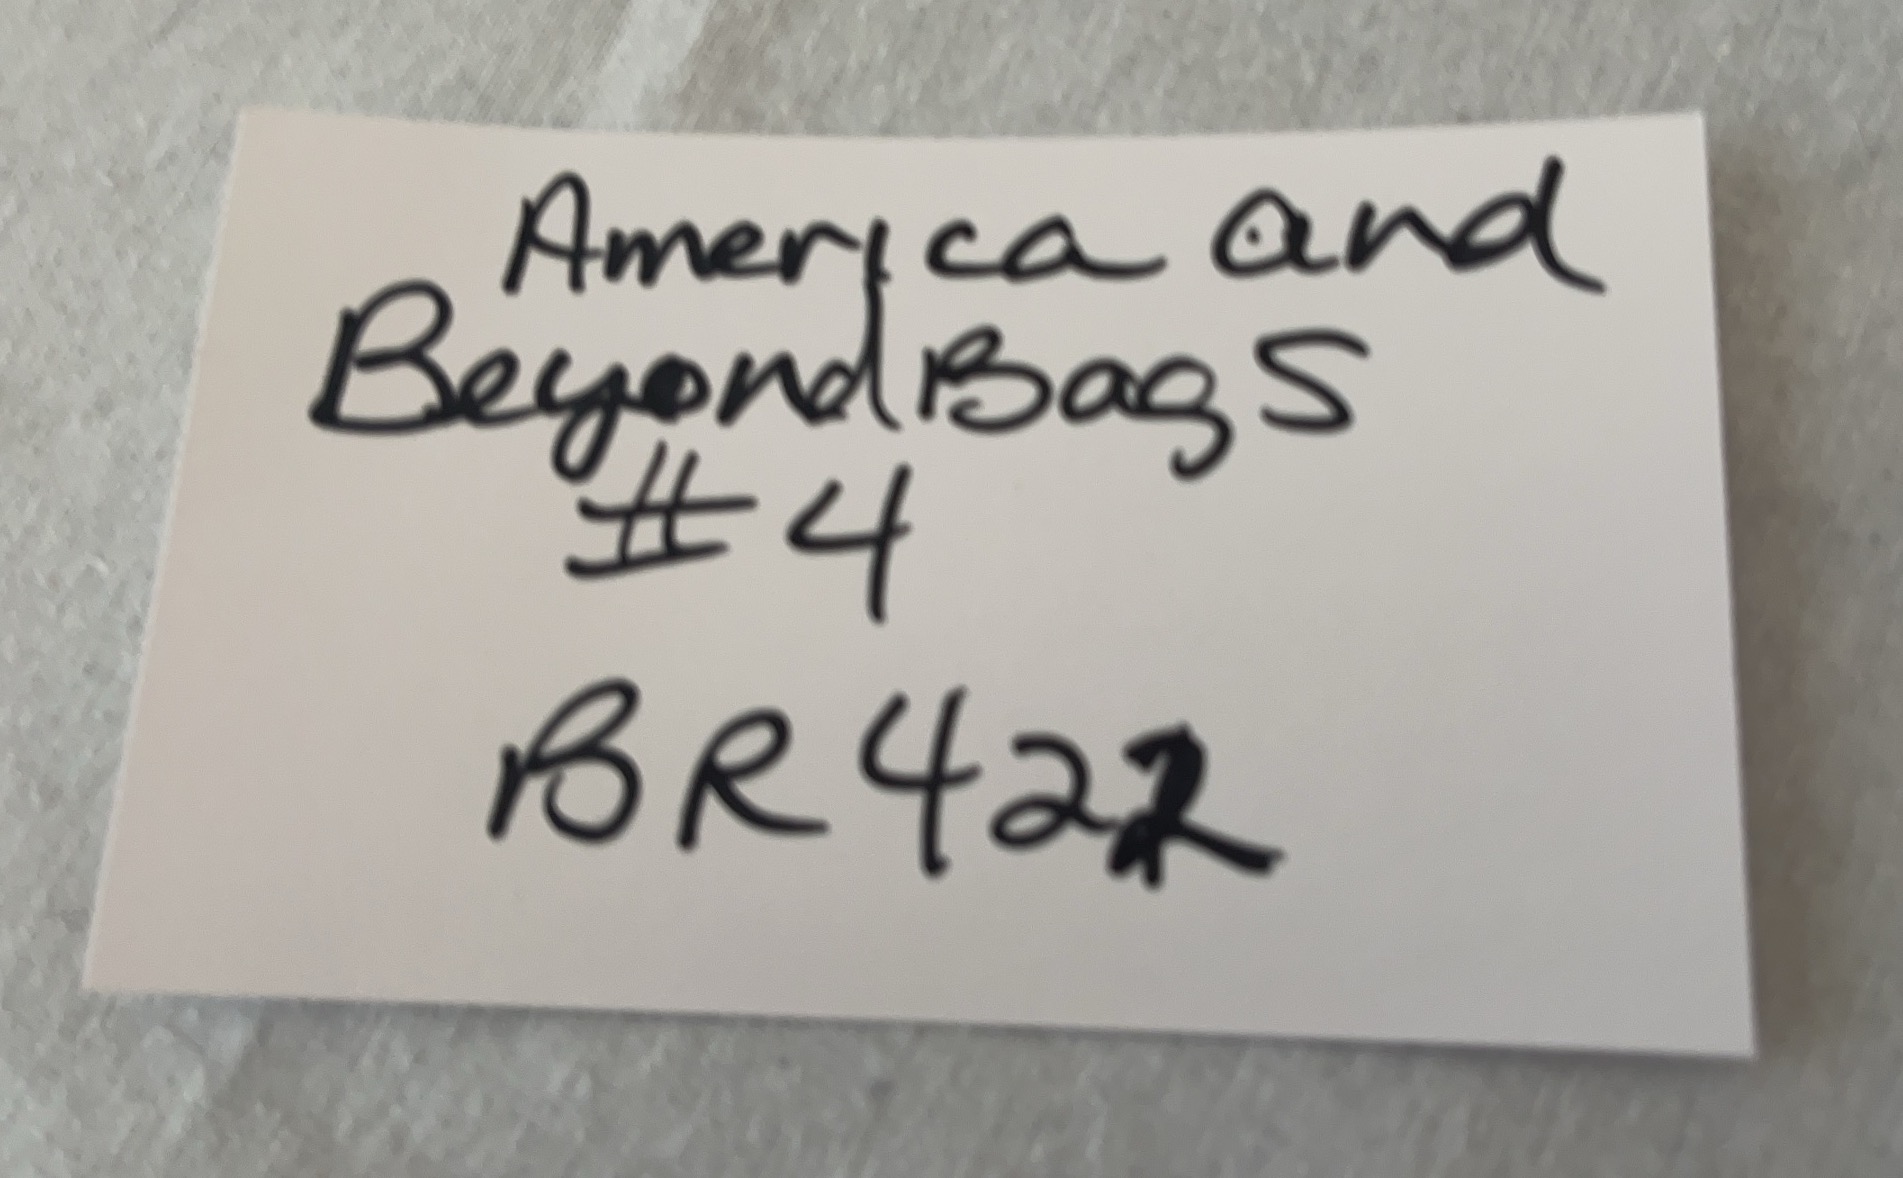 America and
Beyond Bags
#4
BR422